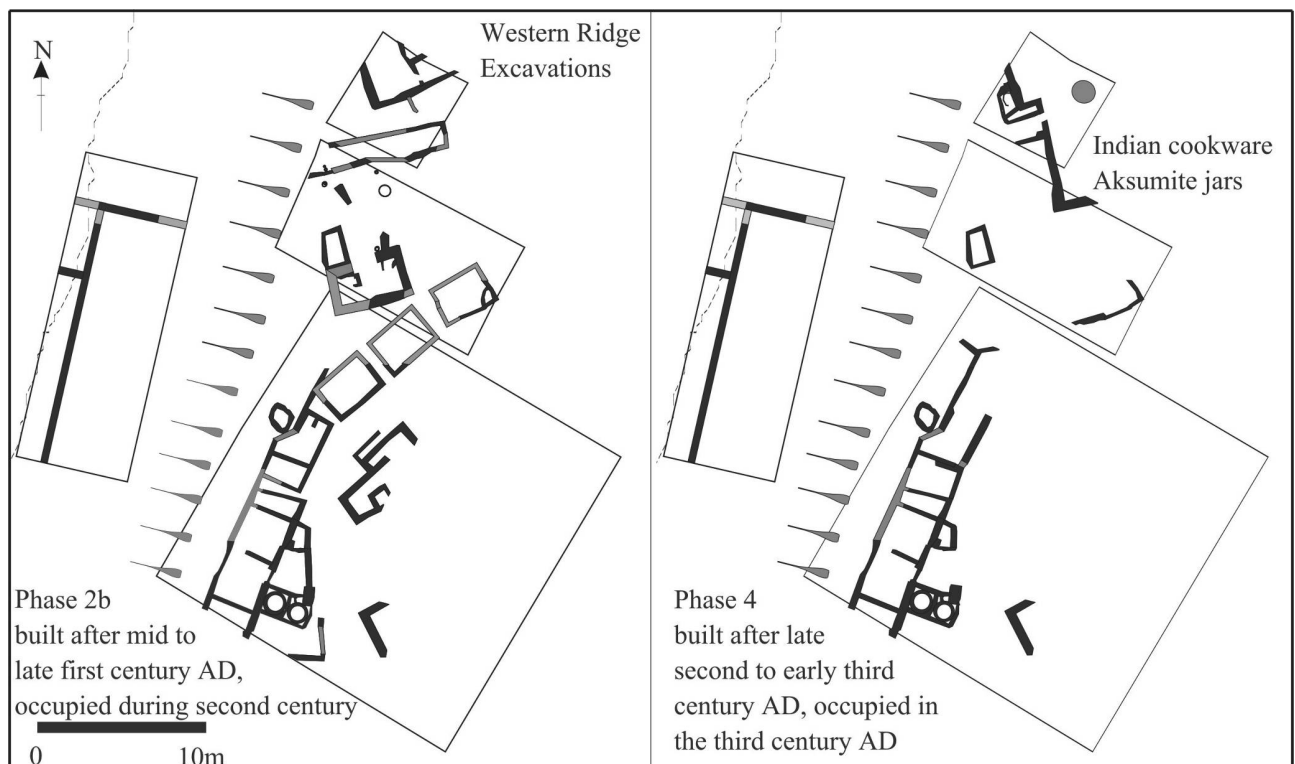 N
Western Ridge
Excavations
Phase 2b
built after mid to
late first century AD,
occupied during second century
0 10m
Indian cookware
Aksumite jars
Phase 4
built after late
second to early third
century AD, occupied in
the third century AD